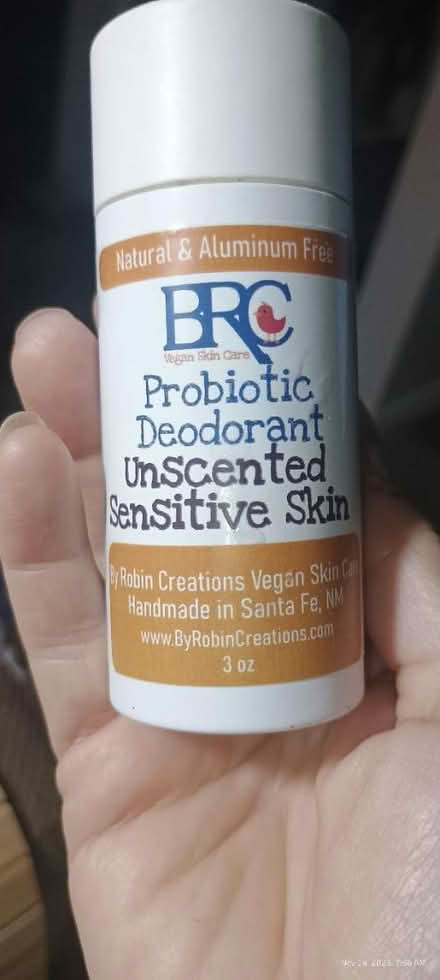 Natural & Aluminum Free
BRC
Vegan Skin Care
Probiotic
Deodorant
Unscented
Sensitive Skin
By Robin Creations Vegan Skin Car
Handmade in Santa Fe, NM
www.ByRobinCreations.com
3 oz